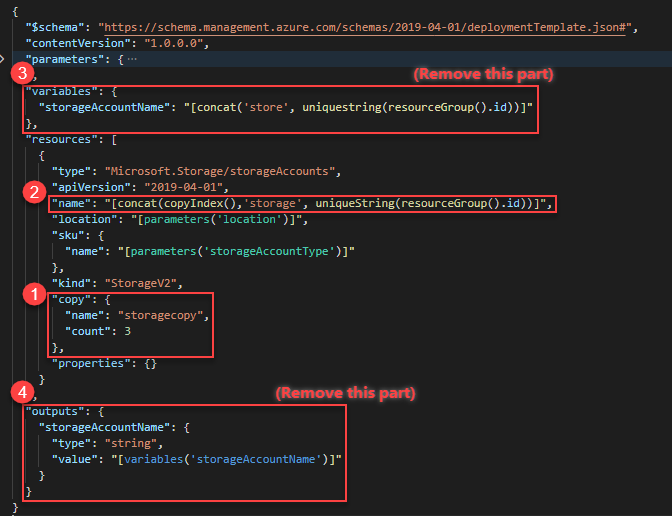 {
"$schema": "https://schema.management.azure.com/schemas/2019-04-01/deploymentTemplate.json#",
"contentVersion": "1.0.0.0",
"parameters": { ···
3 , (Remove this part)
"variables": {
"storageAccountName": "[concat('store', uniquestring(resourceGroup().id))]"
},
"resources": [
{
"type": "Microsoft.Storage/storageAccounts",
"apiVersion": "2019-04-01",
2 "name": "[concat(copyIndex(),'storage', uniqueString(resourceGroup().id))]",
"location": "[parameters('location')]",
"sku": {
"name": "[parameters('storageAccountType')]"
},
"kind": "StorageV2",
1 "copy": {
"name": "storagecopy",
"count": 3
},
"properties": {}
}
4 , (Remove this part)
"outputs": {
"storageAccountName": {
"type": "string",
"value": "[variables('storageAccountName')]"
}
}
}